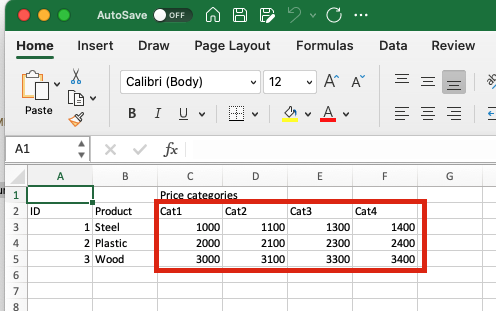 AutoSave OFF
Home Insert Draw Page Layout Formulas Data Review
Paste Calibri (Body) 12 A A
B I U A
A1 fx
A B C D E F G
1 Price categories
2 ID Product Cat1 Cat2 Cat3 Cat4
3 1 Steel 1000 1100 1300 1400
4 2 Plastic 2000 2100 2300 2400
5 3 Wood 3000 3100 3300 3400
6
7
8